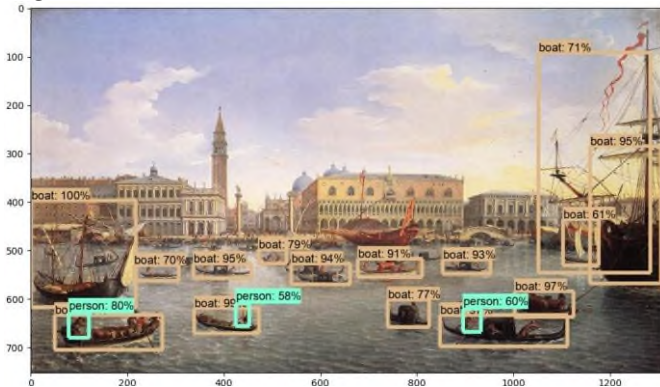 0
boat: 71%
100
200
boat: 95%
300
boat: 100%
400
boat: 61%
boat: 79%
500
boat: 70%
boat: 95%
boat: 94%
boat: 91%
boat: 93%
boat: 97%
600
person: 80%
person: 58%
boat: 77%
person: 60%
boat: 99
700
0 200 400 600 800 1000 1200